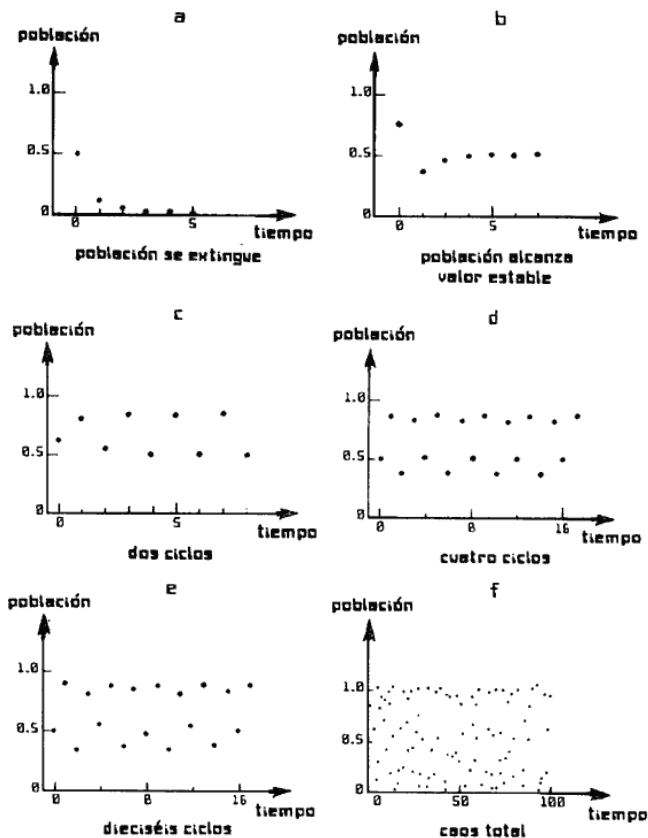 a
población
1.0
0.5
0
0 5
tiempo
población se extingue
b
población
1.0
0.5
0
0 5
tiempo
población alcanza
valor estable
c
población
1.0
0.5
0
0 5
tiempo
dos ciclos
d
población
1.0
0.5
0
0 8 16
tiempo
cuatro ciclos
e
población
1.0
0.5
0
0 8 16
tiempo
dieciséis ciclos
f
población
1.0
0.5
0
0 50 100
tiempo
caos total